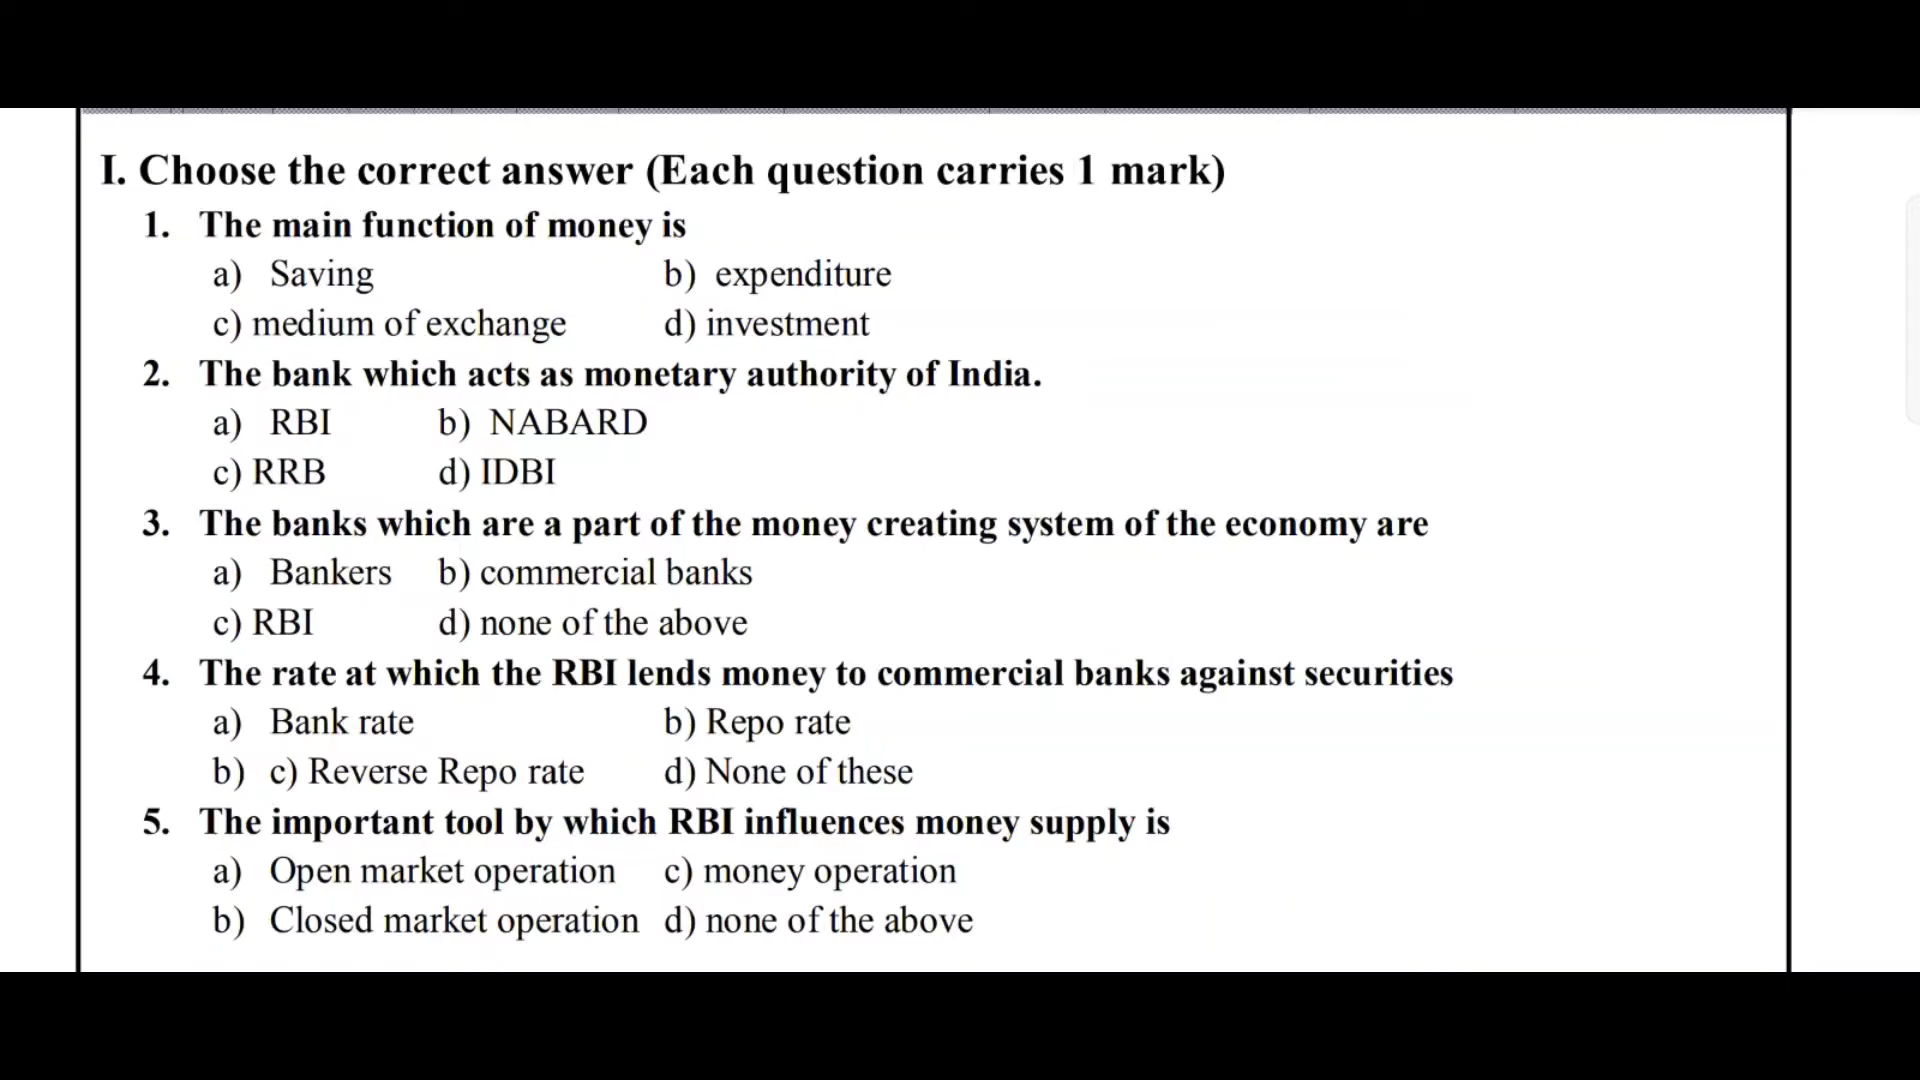 I. Choose the correct answer (Each question carries 1 mark)
1. The main function of money is
a) Saving b) expenditure
c) medium of exchange d) investment
2. The bank which acts as monetary authority of India.
a) RBI b) NABARD
c) RRB d) IDBI
3. The banks which are a part of the money creating system of the economy are
a) Bankers b) commercial banks
c) RBI d) none of the above
4. The rate at which the RBI lends money to commercial banks against securities
a) Bank rate b) Repo rate
b) c) Reverse Repo rate d) None of these
5. The important tool by which RBI influences money supply is
a) Open market operation c) money operation
b) Closed market operation d) none of the above